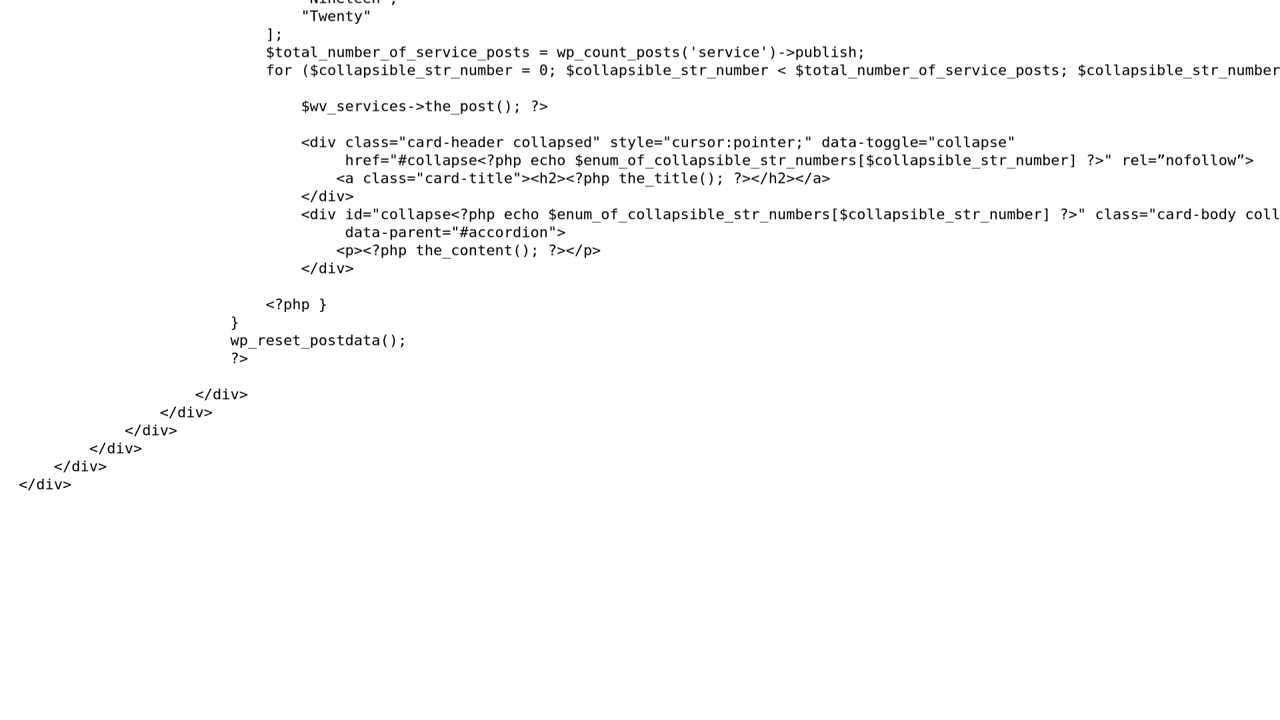 "Nineteen",
"Twenty"
];
$total_number_of_service_posts = wp_count_posts('service')->publish;
for ($collapsible_str_number = 0; $collapsible_str_number < $total_number_of_service_posts; $collapsible_str_number
$wv_services->the_post(); ?>
<div class="card-header collapsed" style="cursor:pointer;" data-toggle="collapse"
href="#collapse<?php echo $enum_of_collapsible_str_numbers[$collapsible_str_number] ?>" rel=”nofollow”>
<a class="card-title"><h2><?php the_title(); ?></h2></a>
</div>
<div id="collapse<?php echo $enum_of_collapsible_str_numbers[$collapsible_str_number] ?>" class="card-body coll
data-parent="#accordion">
<p><?php the_content(); ?></p>
</div>
<?php }
}
wp_reset_postdata();
?>
</div>
</div>
</div>
</div>
</div>
</div>